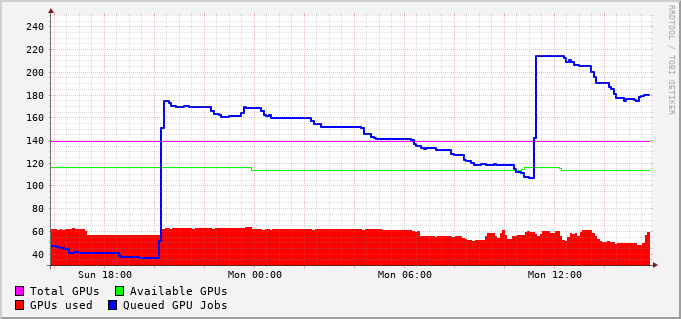 RRDTOOL / TOBI OETIKER
240
220
200
180
160
140
120
100
80
60
40
Sun 18:00 Mon 00:00 Mon 06:00 Mon 12:00
Total GPUs Available GPUs
GPUs used Queued GPU Jobs